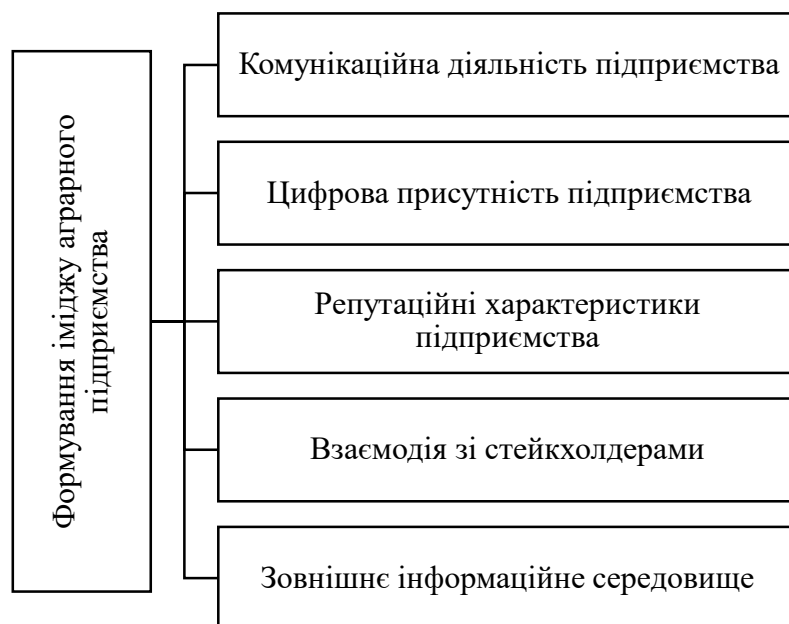 Формування іміджу аграрного
підприємства
Комунікаційна діяльність підприємства
Цифрова присутність підприємства
Репутаційні характеристики
підприємства
Взаємодія зі стейкхолдерами
Зовнішнє інформаційне середовище